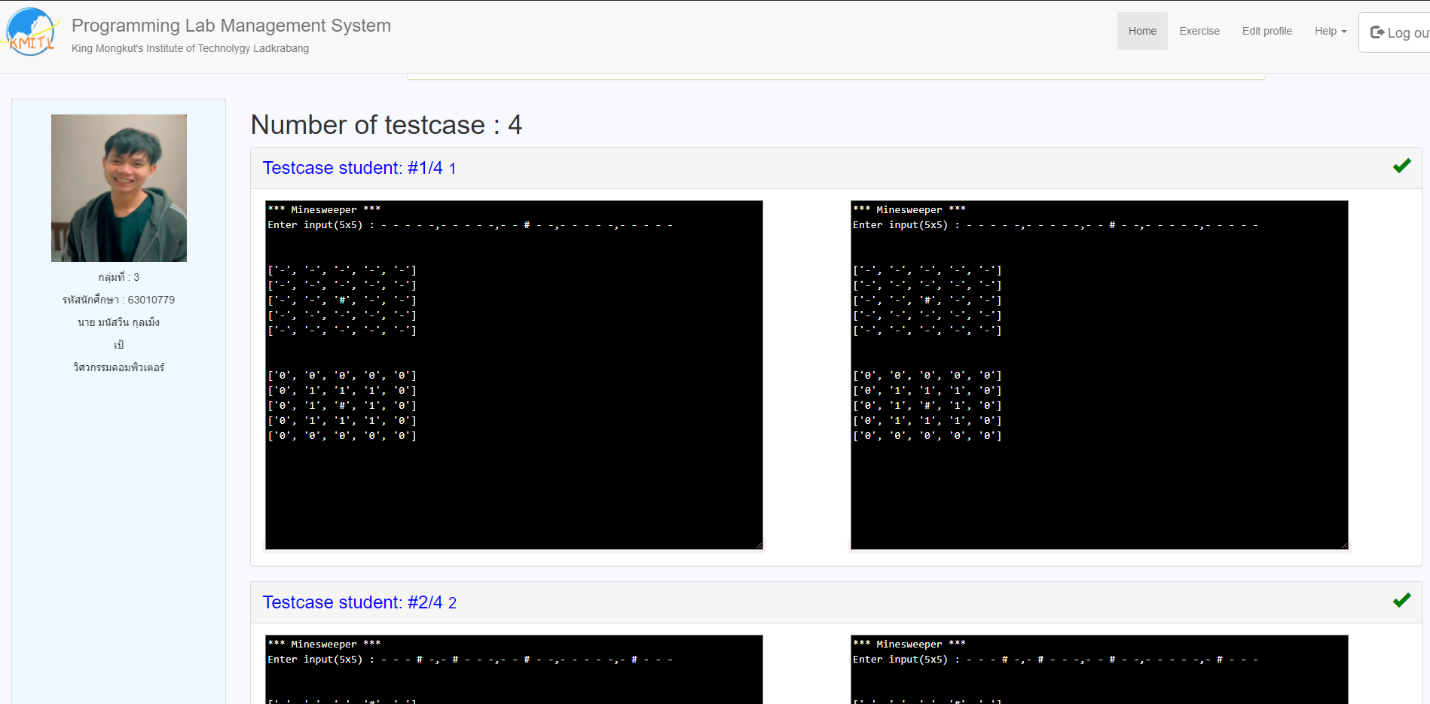 KMITL
Programming Lab Management System
King Mongkut's Institute of Technolygy Ladkrabang
Home
Exercise
Edit profile
Help
Log ou
กลุ่มที่ : 3
รหัสนักศึกษา : 63010779
นาย มนัสวิน กุลเม็ง
เป้
วิศวกรรมคอมพิวเตอร์
Number of testcase : 4
Testcase student: #1/4 1
*** Minesweeper ***
Enter input(5x5) : - - - - -,- - - - -,- - # - -,- - - - -,- - - - -
['-', '-', '-', '-', '-']
['-', '-', '-', '-', '-']
['-', '-', '#', '-', '-']
['-', '-', '-', '-', '-']
['-', '-', '-', '-', '-']
['0', '0', '0', '0', '0']
['0', '1', '1', '1', '0']
['0', '1', '#', '1', '0']
['0', '1', '1', '1', '0']
['0', '0', '0', '0', '0']
*** Minesweeper ***
Enter input(5x5) : - - - - -,- - - - -,- - # - -,- - - - -,- - - - -
['-', '-', '-', '-', '-']
['-', '-', '-', '-', '-']
['-', '-', '#', '-', '-']
['-', '-', '-', '-', '-']
['-', '-', '-', '-', '-']
['0', '0', '0', '0', '0']
['0', '1', '1', '1', '0']
['0', '1', '#', '1', '0']
['0', '1', '1', '1', '0']
['0', '0', '0', '0', '0']
Testcase student: #2/4 2
*** Minesweeper ***
Enter input(5x5) : - - - # -,- # - - -,- - # - -,- - - - -,- # - - -
*** Minesweeper ***
Enter input(5x5) : - - - # -,- # - - -,- - # - -,- - - - -,- # - - -